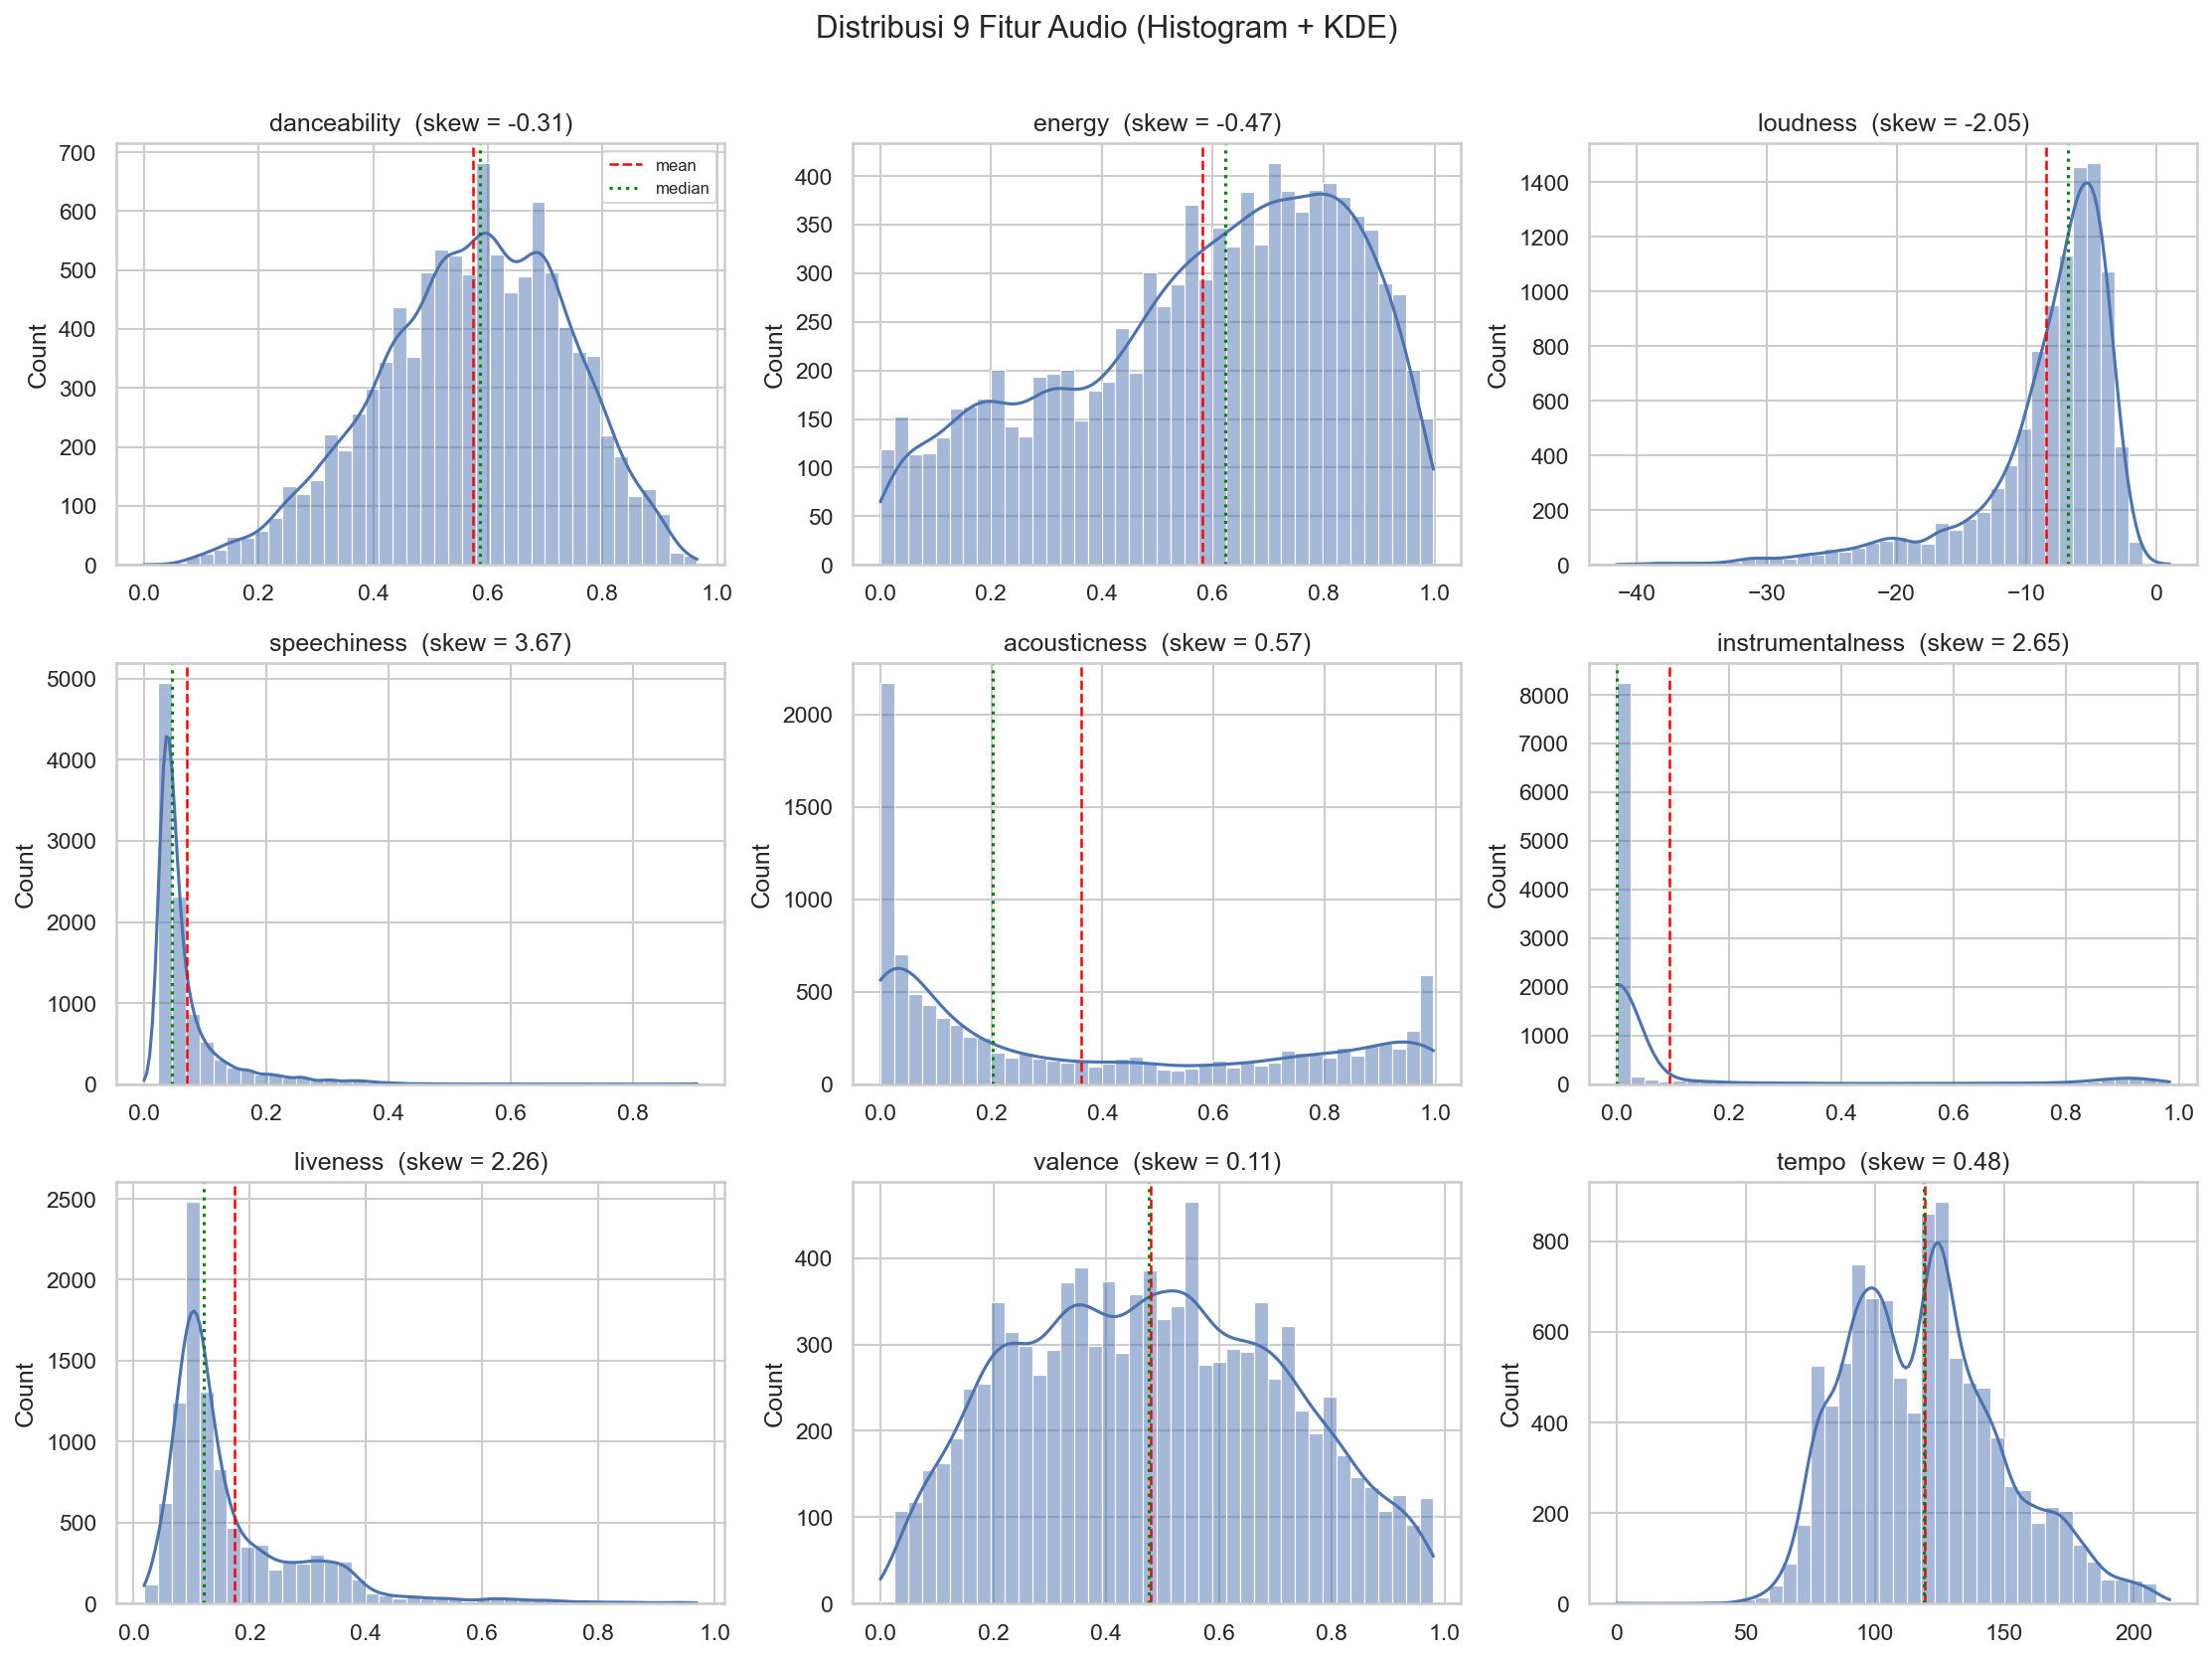 Distribusi 9 Fitur Audio (Histogram + KDE)
danceability  (skew = -0.31)
Count
700
600
500
400
300
200
100
0
0.0 0.2 0.4 0.6 0.8 1.0
mean
median
energy  (skew = -0.47)
Count
400
350
300
250
200
150
100
50
0
0.0 0.2 0.4 0.6 0.8 1.0
loudness  (skew = -2.05)
Count
1400
1200
1000
800
600
400
200
0
−40 −30 −20 −10 0
speechiness  (skew = 3.67)
Count
5000
4000
3000
2000
1000
0
0.0 0.2 0.4 0.6 0.8
acousticness  (skew = 0.57)
Count
2000
1500
1000
500
0
0.0 0.2 0.4 0.6 0.8 1.0
instrumentalness  (skew = 2.65)
Count
8000
7000
6000
5000
4000
3000
2000
1000
0
0.0 0.2 0.4 0.6 0.8 1.0
liveness  (skew = 2.26)
Count
2500
2000
1500
1000
500
0
0.0 0.2 0.4 0.6 0.8 1.0
valence  (skew = 0.11)
Count
400
300
200
100
0
0.0 0.2 0.4 0.6 0.8 1.0
tempo  (skew = 0.48)
Count
800
600
400
200
0
0 50 100 150 200